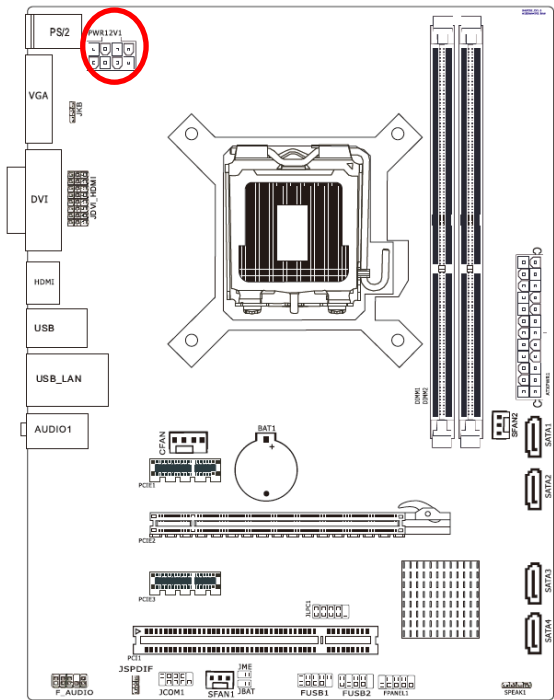 PS/2
PWR12V1
VGA
JKB
DVI
JDVI_HDMI
HDMI
USB
USB_LAN
ATXPWR1
DIMM1
DIMM2
SFAN2
SATA1
AUDIO1
CFAN
BAT1
SATA2
PCIE1
PCIE2
SATA3
PCIE3
JLPC1
SATA4
PCI1
JSPDIF
JME
F_AUDIO
JCOM1
SFAN1
JBAT
FUSB1
FUSB2
FPANEL1
SPEAK1